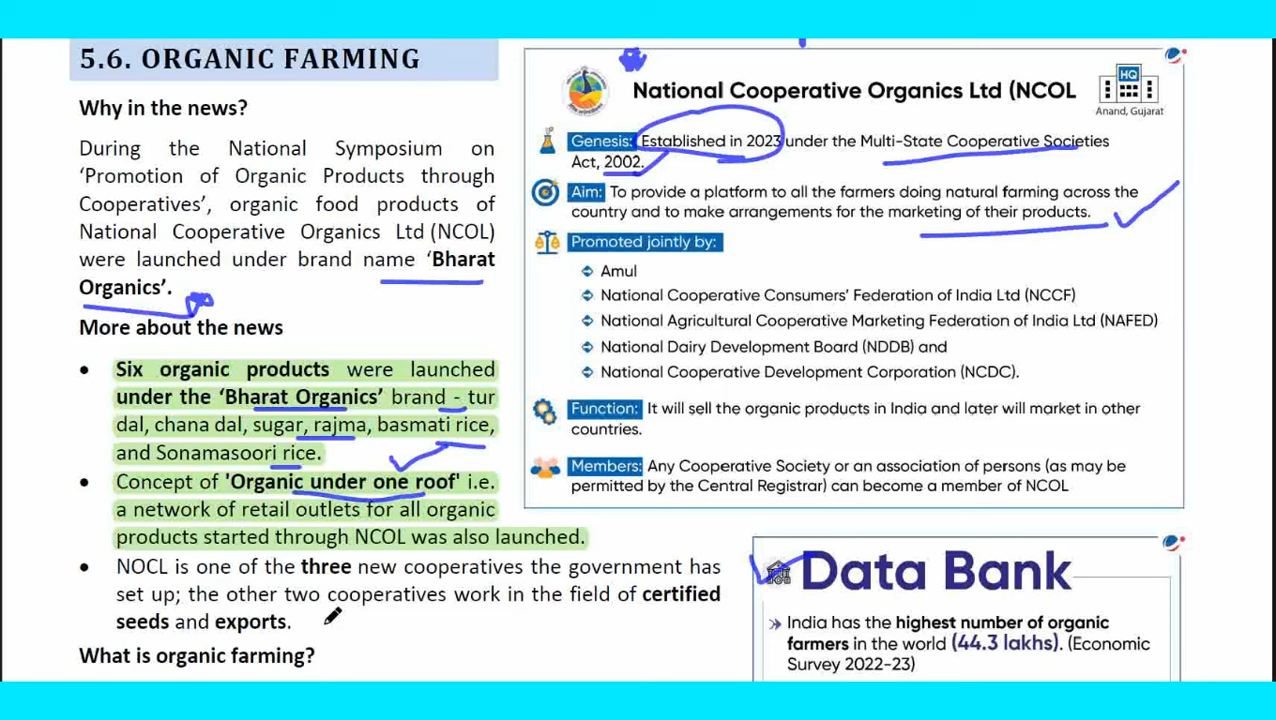 5.6. ORGANIC FARMING
Why in the news?
During the National Symposium on
‘Promotion of Organic Products through
Cooperatives’, organic food products of
National Cooperative Organics Ltd (NCOL)
were launched under brand name ‘Bharat
Organics’.
More about the news
• Six organic products were launched
under the ‘Bharat Organics’ brand - tur
dal, chana dal, sugar, rajma, basmati rice,
and Sonamasoori rice.
• Concept of 'Organic under one roof' i.e.
a network of retail outlets for all organic
products started through NCOL was also launched.
• NOCL is one of the three new cooperatives the government has
set up; the other two cooperatives work in the field of certified
seeds and exports.
What is organic farming?
National Cooperative Organics Ltd (NCOL
HQ
Anand, Gujarat
Genesis: Established in 2023 under the Multi-State Cooperative Societies
Act, 2002.
Aim: To provide a platform to all the farmers doing natural farming across the
country and to make arrangements for the marketing of their products.
Promoted jointly by:
Amul
National Cooperative Consumers’ Federation of India Ltd (NCCF)
National Agricultural Cooperative Marketing Federation of India Ltd (NAFED)
National Dairy Development Board (NDDB) and
National Cooperative Development Corporation (NCDC).
Function: It will sell the organic products in India and later will market in other
countries.
Members: Any Cooperative Society or an association of persons (as may be
permitted by the Central Registrar) can become a member of NCOL
Data Bank
India has the highest number of organic
farmers in the world (44.3 lakhs). (Economic
Survey 2022-23)